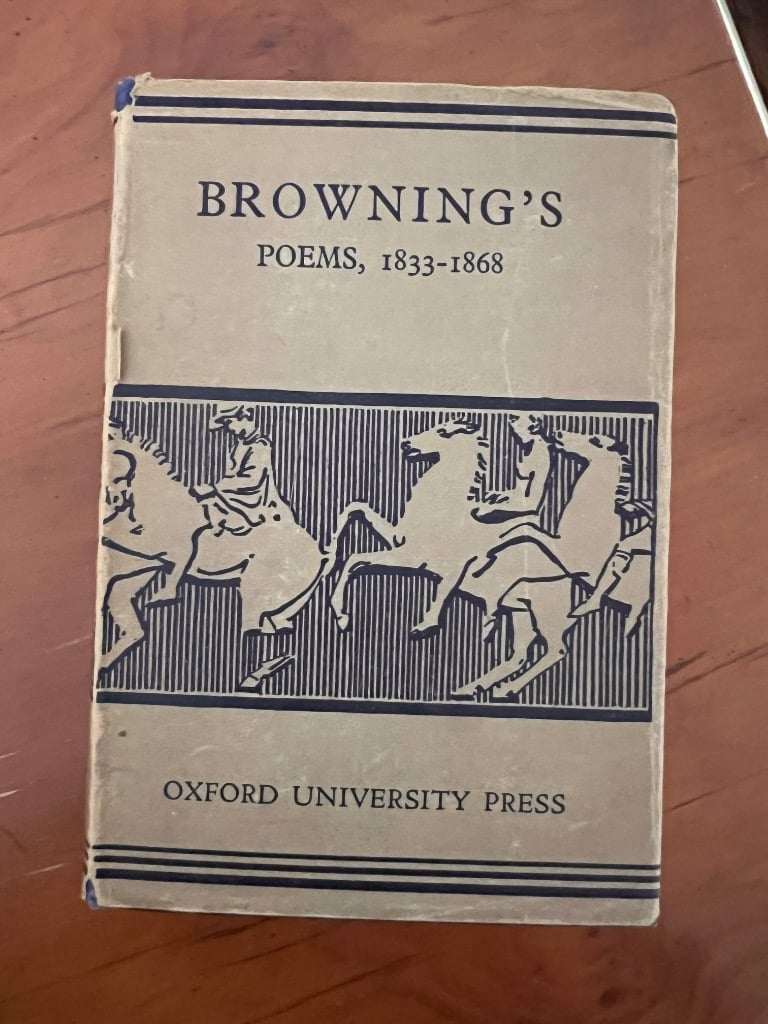 BROWNING’S
POEMS, 1833-1868
OXFORD UNIVERSITY PRESS